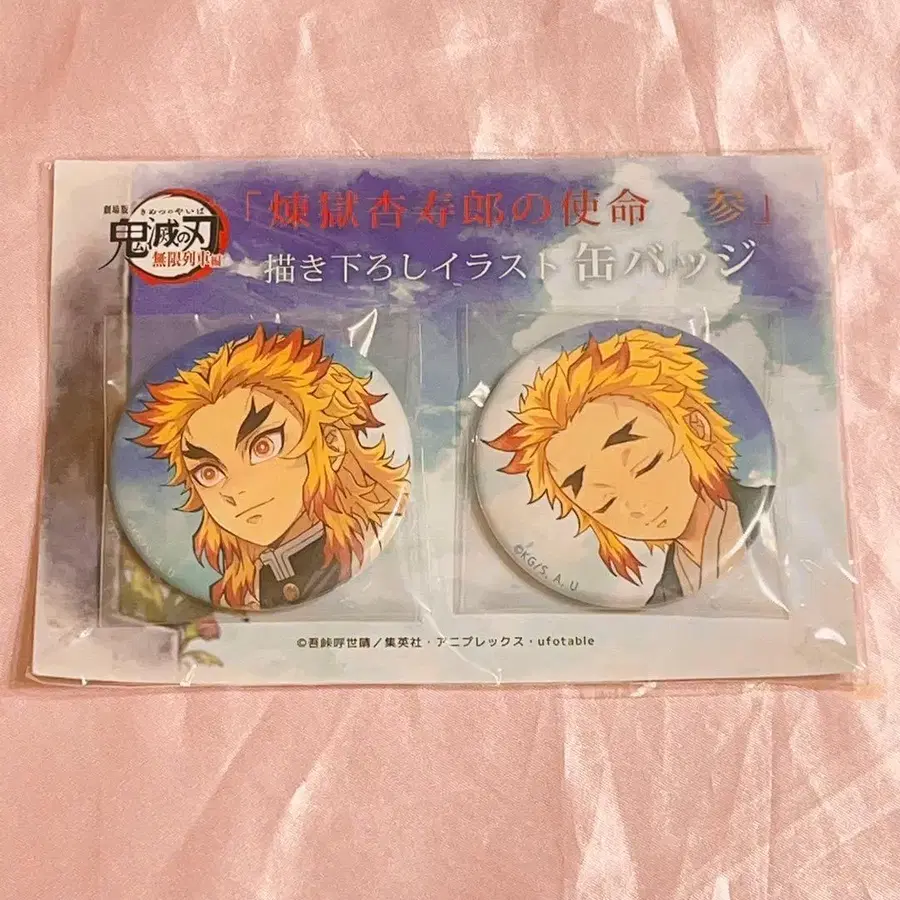 劇場版
きめつのやいば
鬼滅の刃
無限列車編
「煉獄杏寿郎の使命 参」
描き下ろしイラスト 缶バッジ
A. U
©KG/S, A, U
©吾峠呼世晴／集英社・アニプレックス・ufotable